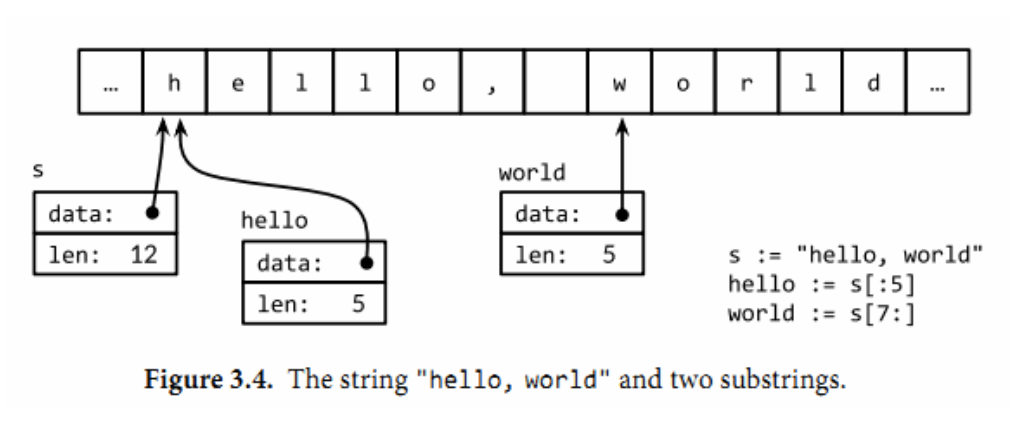 … h e l l o , w o r l d …
s
data:
len: 12
hello
data:
len: 5
world
data:
len: 5
s := "hello, world"
hello := s[:5]
world := s[7:]
Figure 3.4. The string "hello, world" and two substrings.